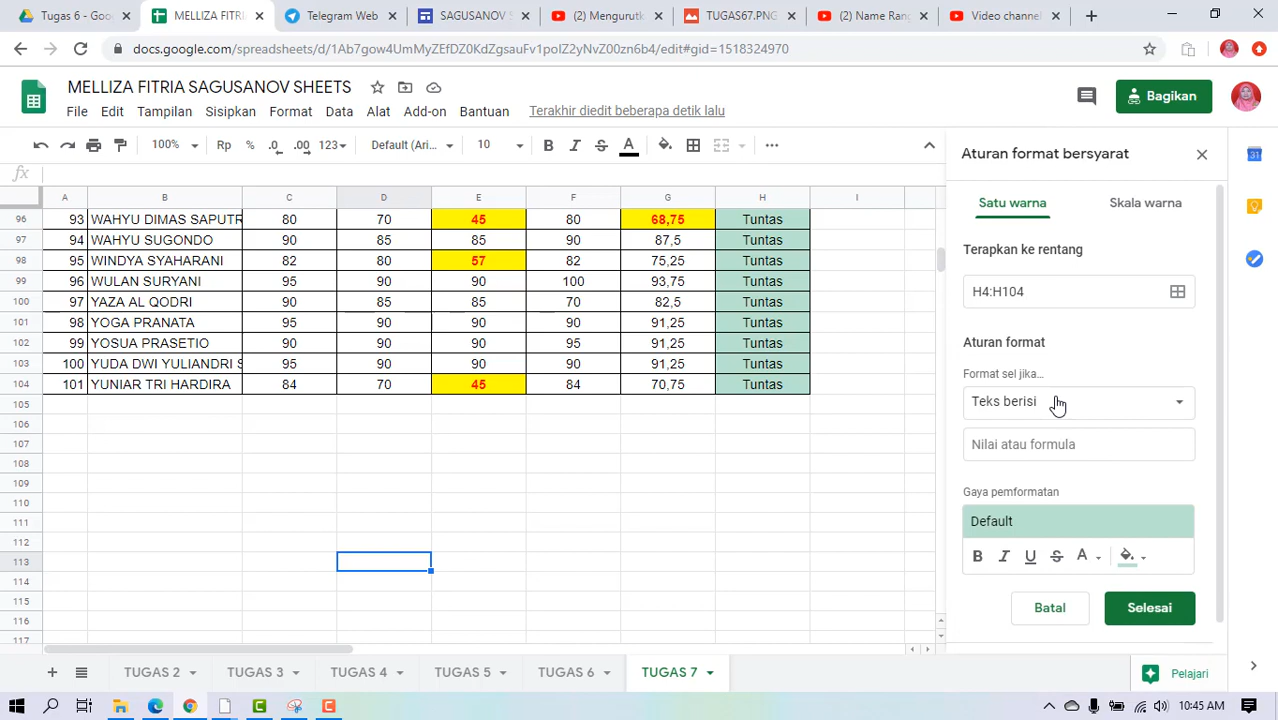 Tugas 6 - Google Drive
MELLIZA FITRI
Telegram Web
SAGUSANOV S
(2) Mengurutk
TUGAS67.PNG
(2) Name Rang
Video channel
docs.google.com/spreadsheets/d/1Ab7gow4UmMyZEfDZ0KdZgsauFv1polZ2yNvZ00zn6b4/edit#gid=1518324970
MELLIZA FITRIA SAGUSANOV SHEETS
File Edit Tampilan Sisipkan Format Data Alat Add-on Bantuan Terakhir diedit beberapa detik lalu
Bagikan
100% Rp % .0 .00 123 Default (Ari... 10 B I S A
fx
A B C D E F G H I
96 93 WAHYU DIMAS SAPUTR 80 70 45 80 68,75 Tuntas
97 94 WAHYU SUGONDO 90 85 85 90 87,5 Tuntas
98 95 WINDYA SYAHARANI 82 80 57 82 75,25 Tuntas
99 96 WULAN SURYANI 95 90 90 100 93,75 Tuntas
100 97 YAZA AL QODRI 90 85 85 70 82,5 Tuntas
101 98 YOGA PRANATA 95 90 90 90 91,25 Tuntas
102 99 YOSUA PRASETIO 90 90 90 95 91,25 Tuntas
103 100 YUDA DWI YULIANDRI S 95 90 90 90 91,25 Tuntas
104 101 YUNIAR TRI HARDIRA 84 70 45 84 70,75 Tuntas
105
106
107
108
109
110
111
112
113
114
115
116
117
Aturan format bersyarat
Satu warna Skala warna
Terapkan ke rentang
H4:H104
Aturan format
Format sel jika...
Teks berisi
Nilai atau formula
Gaya pemformatan
Default
B I U S A
Batal Selesai
31
TUGAS 2 TUGAS 3 TUGAS 4 TUGAS 5 TUGAS 6 TUGAS 7
Pelajari
10:45 AM